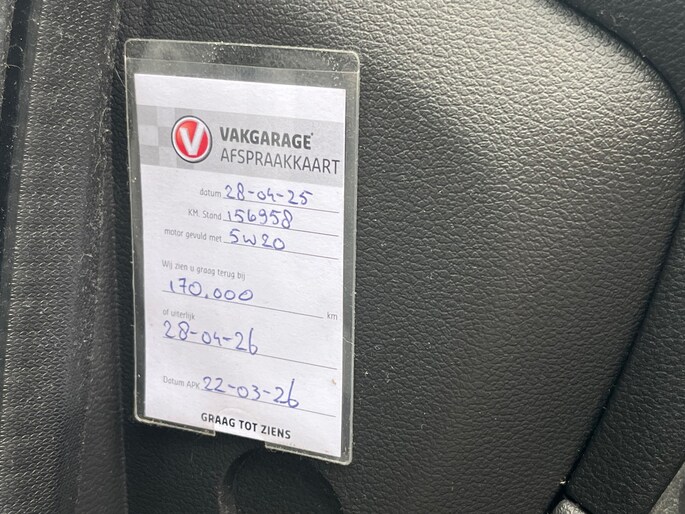 V VAKGARAGE
AFSPRAAKKAART
datum 28-04-25
KM. Stand 156958
motor gevuld met 5W20
Wij zien u graag terug bij
170.000 km
of uiterlijk
28-04-26
Datum APK 22-03-26
GRAAG TOT ZIENS